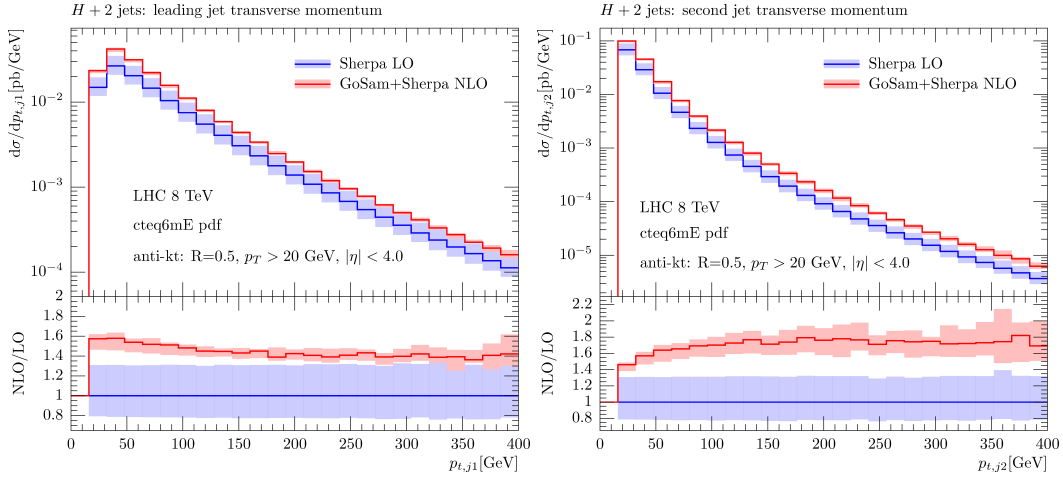 H + 2 jets: leading jet transverse momentum
dσ/dp_{t,j1}[pb/GeV]
10^{-2}
10^{-3}
10^{-4}
Sherpa LO
GoSam+Sherpa NLO
LHC 8 TeV
cteq6mE pdf
anti-kt: R=0.5, p_T > 20 GeV, |η| < 4.0
NLO/LO
2
1.8
1.6
1.4
1.2
1
0.8
0 50 100 150 200 250 300 350 400
p_{t,j1}[GeV]
H + 2 jets: second jet transverse momentum
dσ/dp_{t,j2}[pb/GeV]
10^{-1}
10^{-2}
10^{-3}
10^{-4}
10^{-5}
Sherpa LO
GoSam+Sherpa NLO
LHC 8 TeV
cteq6mE pdf
anti-kt: R=0.5, p_T > 20 GeV, |η| < 4.0
NLO/LO
2.2
2
1.8
1.6
1.4
1.2
1
0.8
0 50 100 150 200 250 300 350 400
p_{t,j2}[GeV]